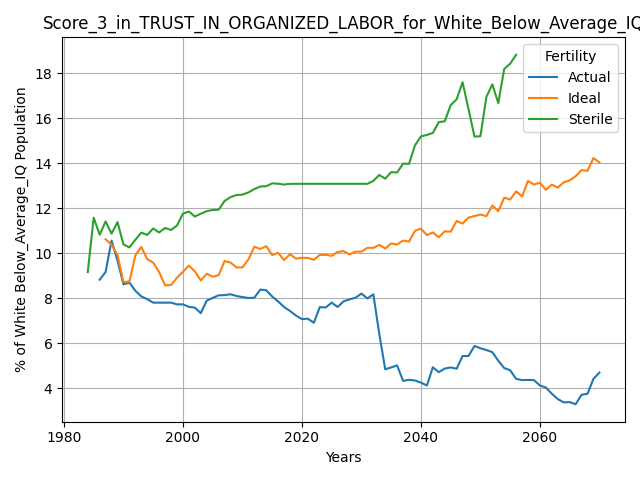 Score_3_in_TRUST_IN_ORGANIZED_LABOR_for_White_Below_Average_IQ
% of White Below_Average_IQ Population
18
16
14
12
10
8
6
4
Fertility
Actual
Ideal
Sterile
1980
2000
2020
2040
2060
Years